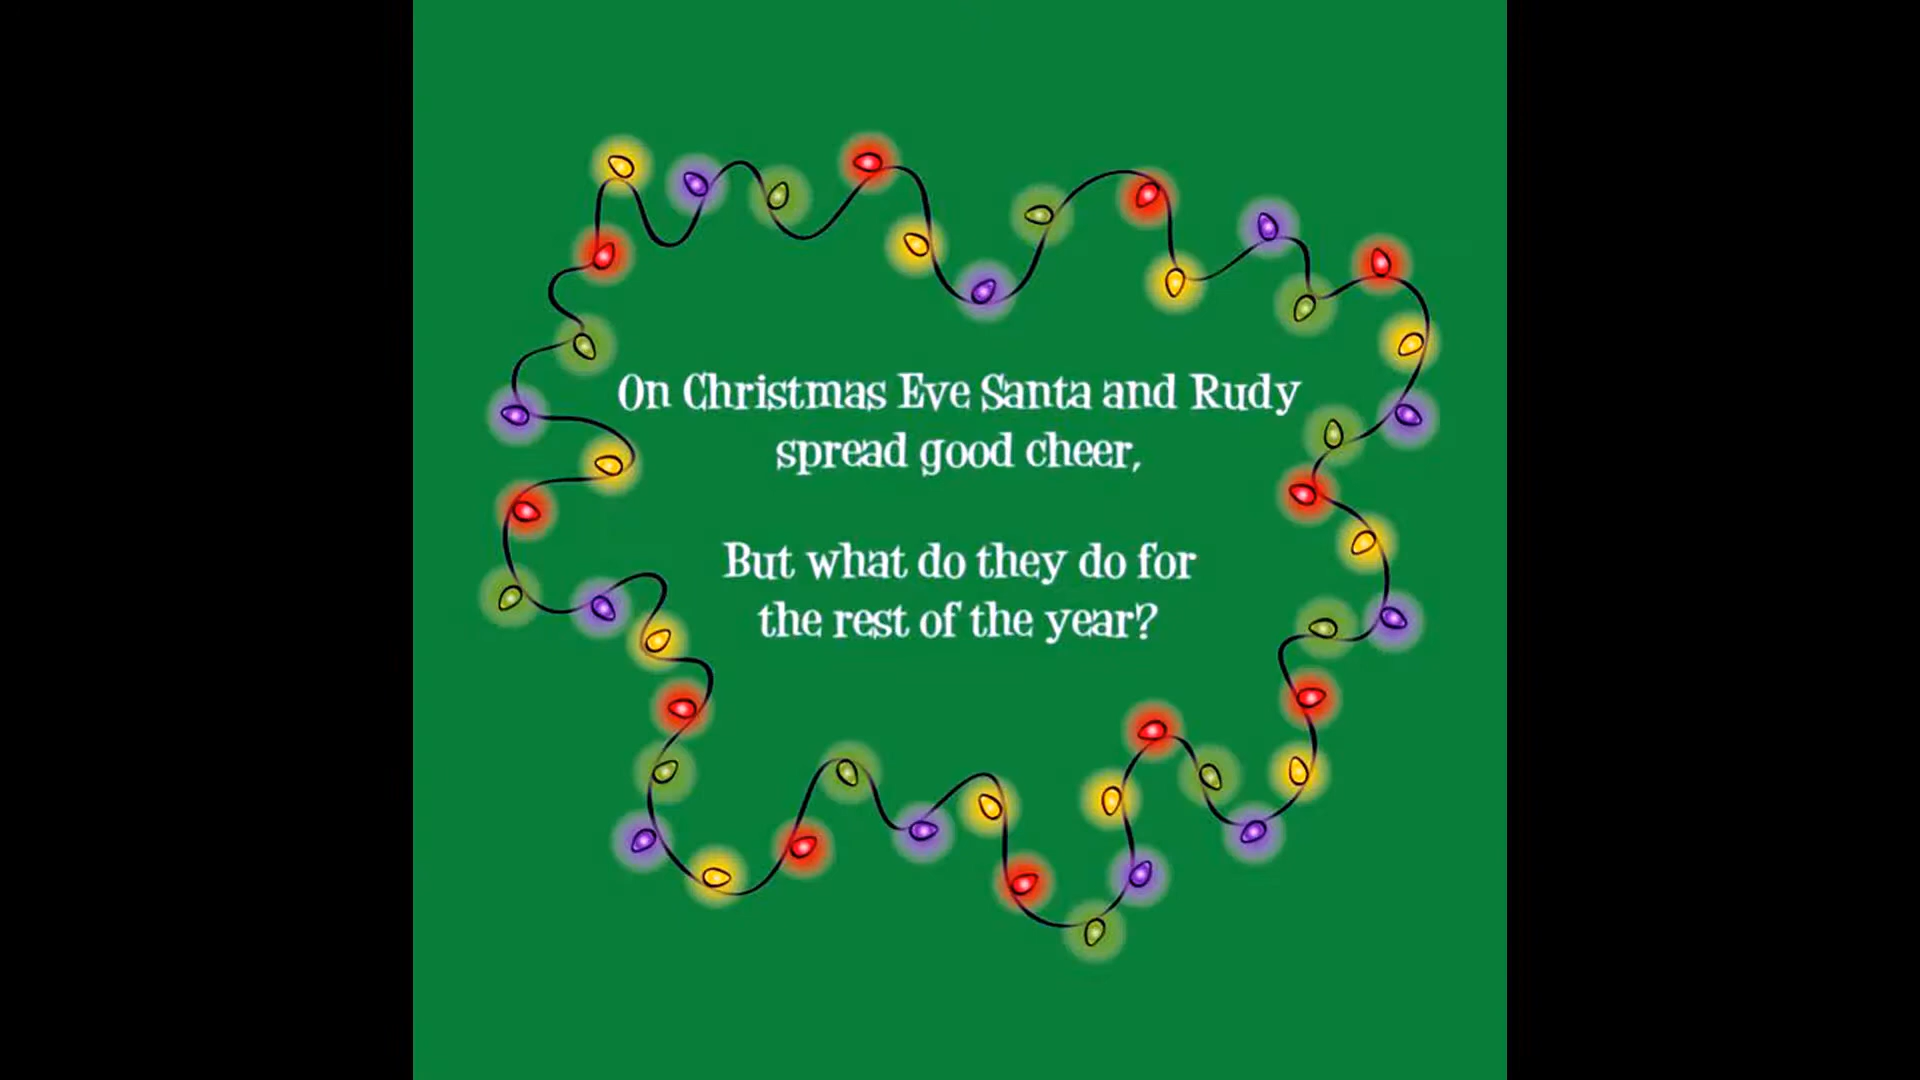 On Christmas Eve Santa and Rudy
spread good cheer,
But what do they do for
the rest of the year?